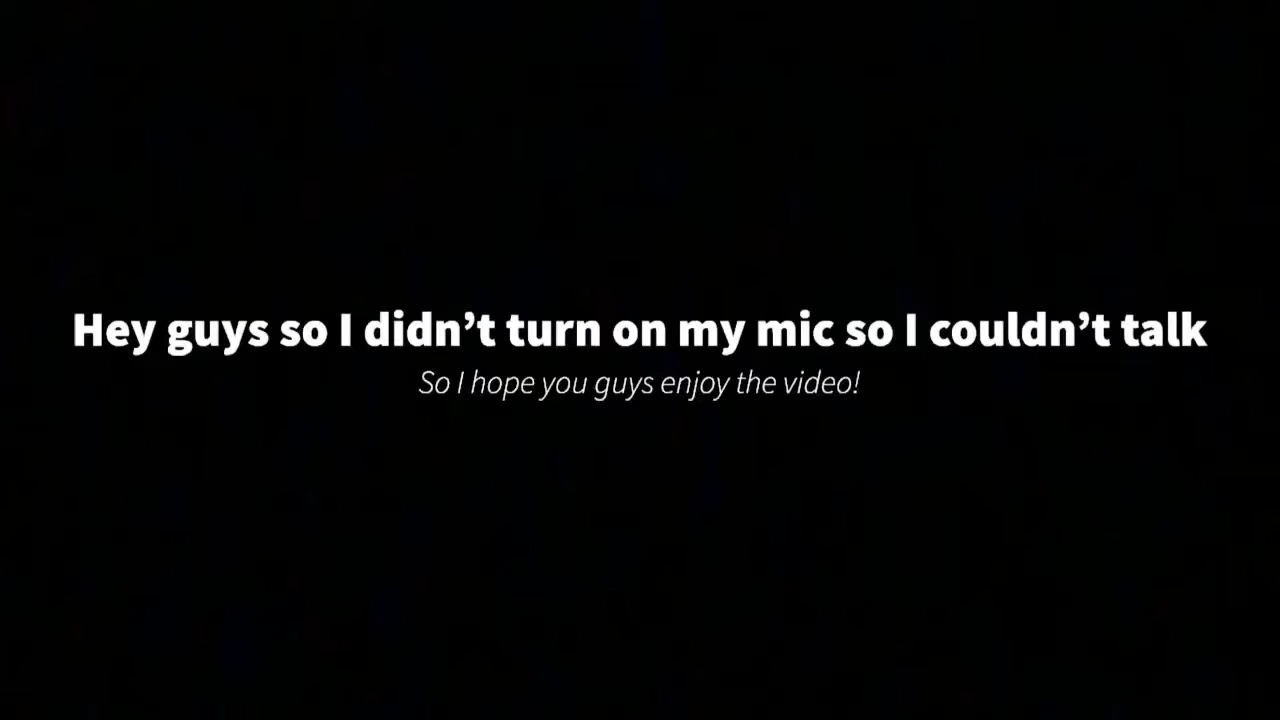 Hey guys so I didn’t turn on my mic so I couldn’t talk
So I hope you guys enjoy the video!